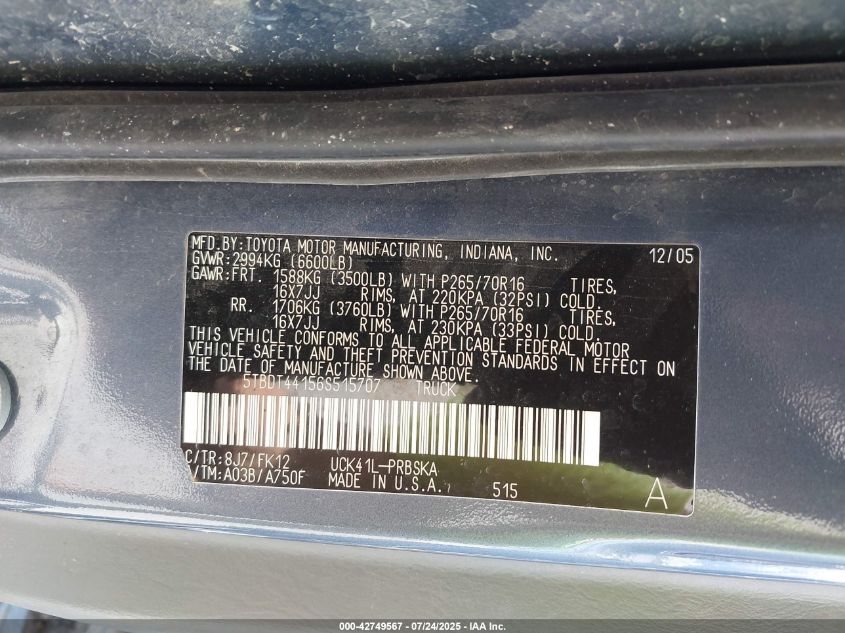 MFD.BY:TOYOTA MOTOR MANUFACTURING, INDIANA, INC. 12/05
GVWR:2994KG (6600LB)
GAWR:FRT. 1588KG (3500LB) WITH P265/70R16 TIRES,
16X7JJ RIMS, AT 220KPA (32PSI) COLD.
RR. 1706KG (3760LB) WITH P265/70R16 TIRES,
16X7JJ RIMS, AT 230KPA (33PSI) COLD.
THIS VEHICLE CONFORMS TO ALL APPLICABLE FEDERAL MOTOR
VEHICLE SAFETY AND THEFT PREVENTION STANDARDS IN EFFECT ON
THE DATE OF MANUFACTURE SHOWN ABOVE.
5TBDT44156S515707 TRUCK
C/TR:8J7/FK12 UCK41L-PRBSKA
/TM:A03B/A750F MADE IN U.S.A. 515 A
000-42749567 - 07/24/2025 - IAA Inc.